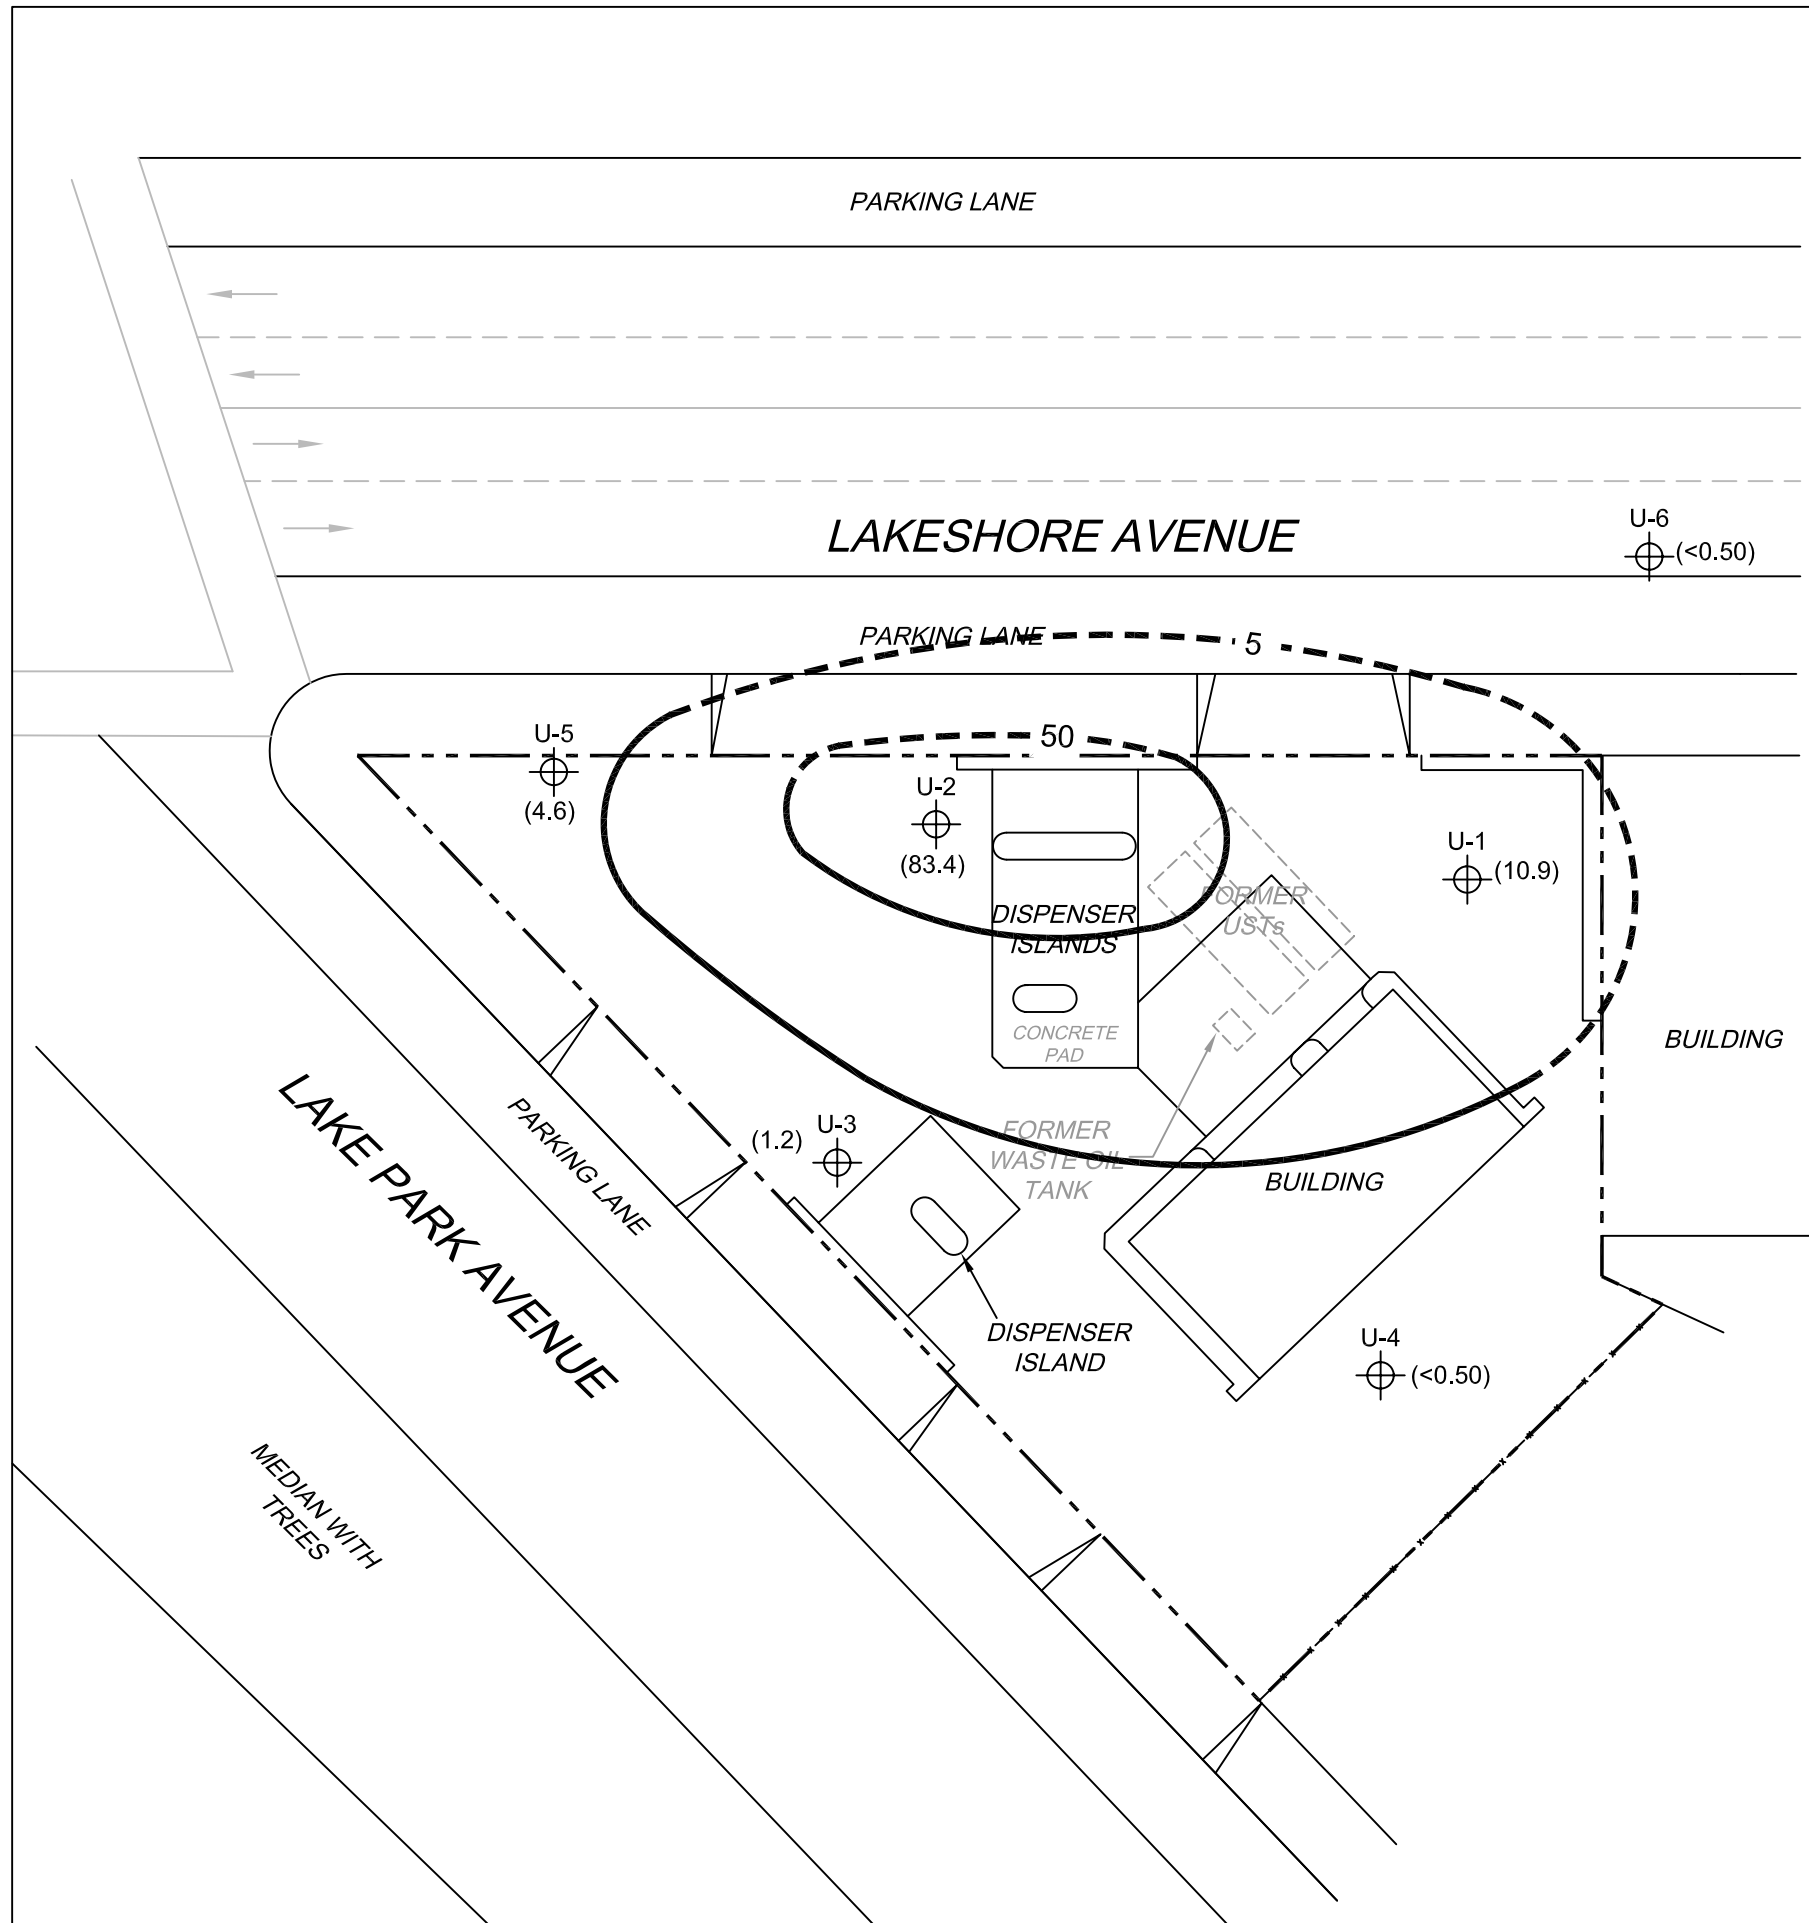 PARKING LANE
LAKESHORE AVENUE
U-6
(<0.50)
PARKING LANE
5
U-5
(4.6)
50
U-2
(83.4)
U-1
(10.9)
FORMER
USTs
DISPENSER
ISLANDS
CONCRETE
PAD
BUILDING
LAKE PARK AVENUE
PARKING LANE
U-3
(1.2)
FORMER
WASTE OIL
TANK
BUILDING
DISPENSER
ISLAND
U-4
(<0.50)
MEDIAN WITH
TREES